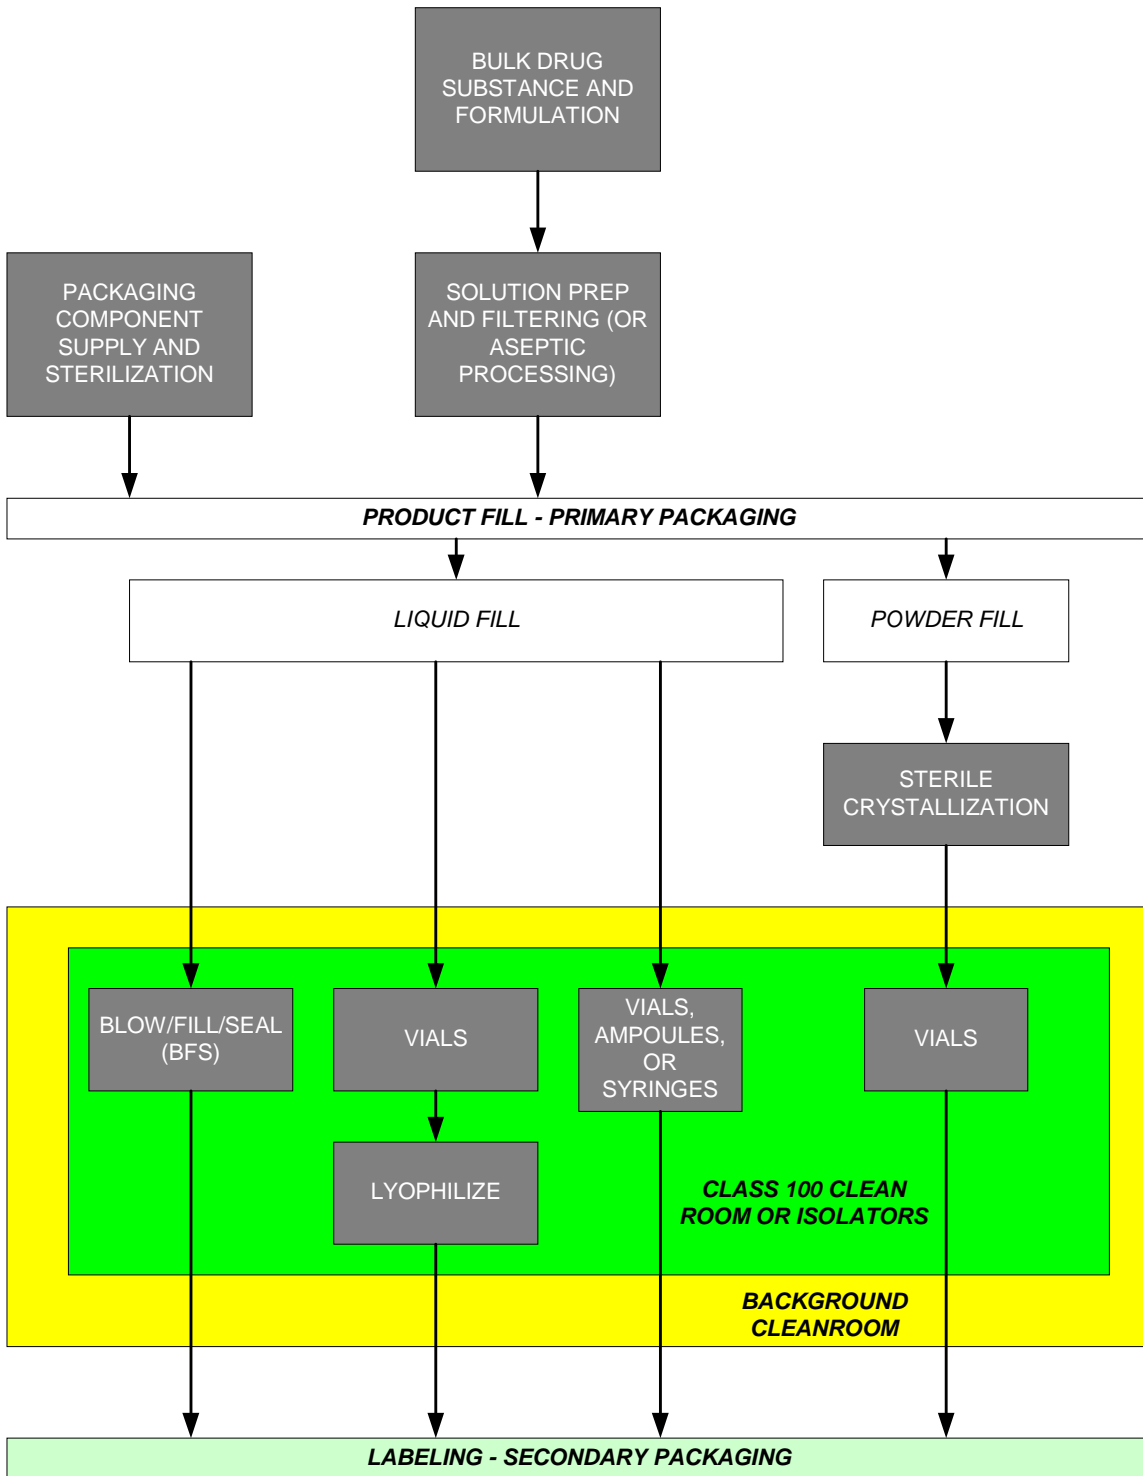 BULK DRUG
SUBSTANCE AND
FORMULATION
PACKAGING
COMPONENT
SUPPLY AND
STERILIZATION
SOLUTION PREP
AND FILTERING (OR
ASEPTIC
PROCESSING)
PRODUCT FILL - PRIMARY PACKAGING
LIQUID FILL
POWDER FILL
STERILE
CRYSTALLIZATION
BLOW/FILL/SEAL
(BFS)
VIALS
VIALS,
AMPOULES,
OR
SYRINGES
VIALS
LYOPHILIZE
CLASS 100 CLEAN
ROOM OR ISOLATORS
BACKGROUND
CLEANROOM
LABELING - SECONDARY PACKAGING